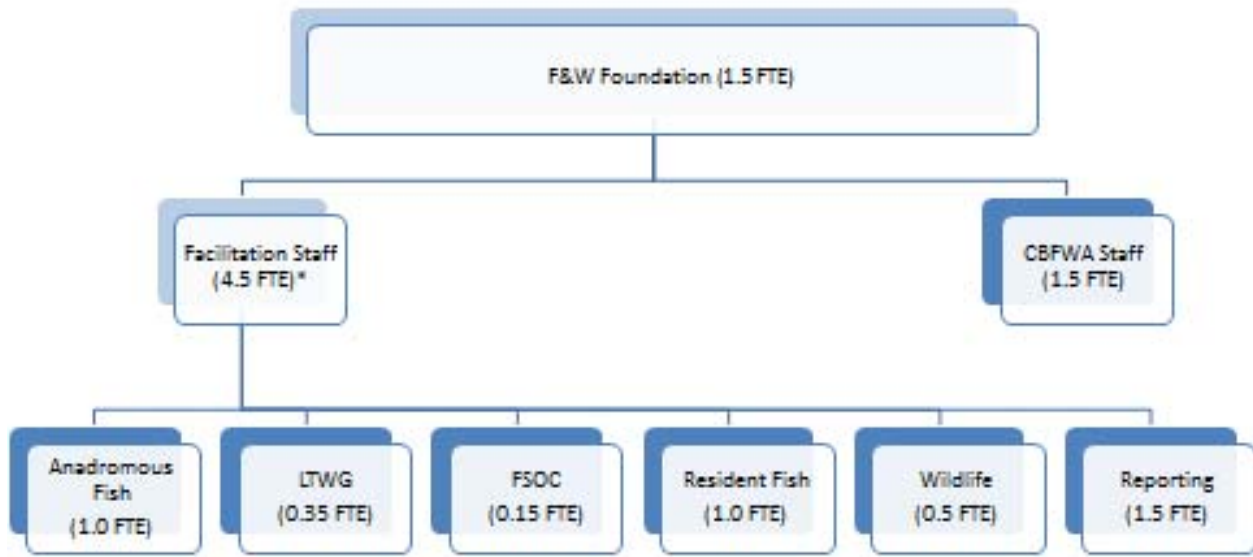 F&W Foundation (1.5 FTE)
Facilitation Staff
(4.5 FTE)*
CBFWA Staff
(1.5 FTE)
Anadromous
Fish
(1.0 FTE)
LTWG
(0.35 FTE)
FSOC
(0.15 FTE)
Resident Fish
(1.0 FTE)
Wildlife
(0.5 FTE)
Reporting
(1.5 FTE)